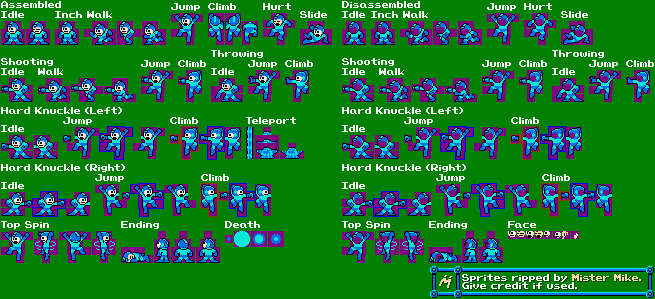 Assembled
Idle Inch Walk Jump Climb Hurt Slide
Shooting Throwing
Idle Walk Jump Climb Idle Jump Climb
Hard Knuckle (Left)
Idle Jump Climb Teleport
Hard Knuckle (Right)
Idle Jump Climb
Top Spin Ending Death
Disassembled
Idle Inch Walk Jump Hurt Slide
Shooting Throwing
Idle Walk Jump Climb Idle Jump Climb
Hard Knuckle (Left)
Idle Jump Climb
Hard Knuckle (Right)
Idle Jump Climb
Top Spin Ending Face
M
Sprites ripped by Mister Mike.
Give credit if used.